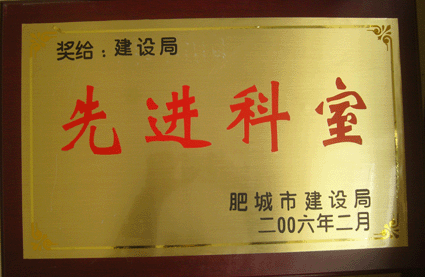 奖给：建设局
先进科室
肥城市建设局
二00六年二月